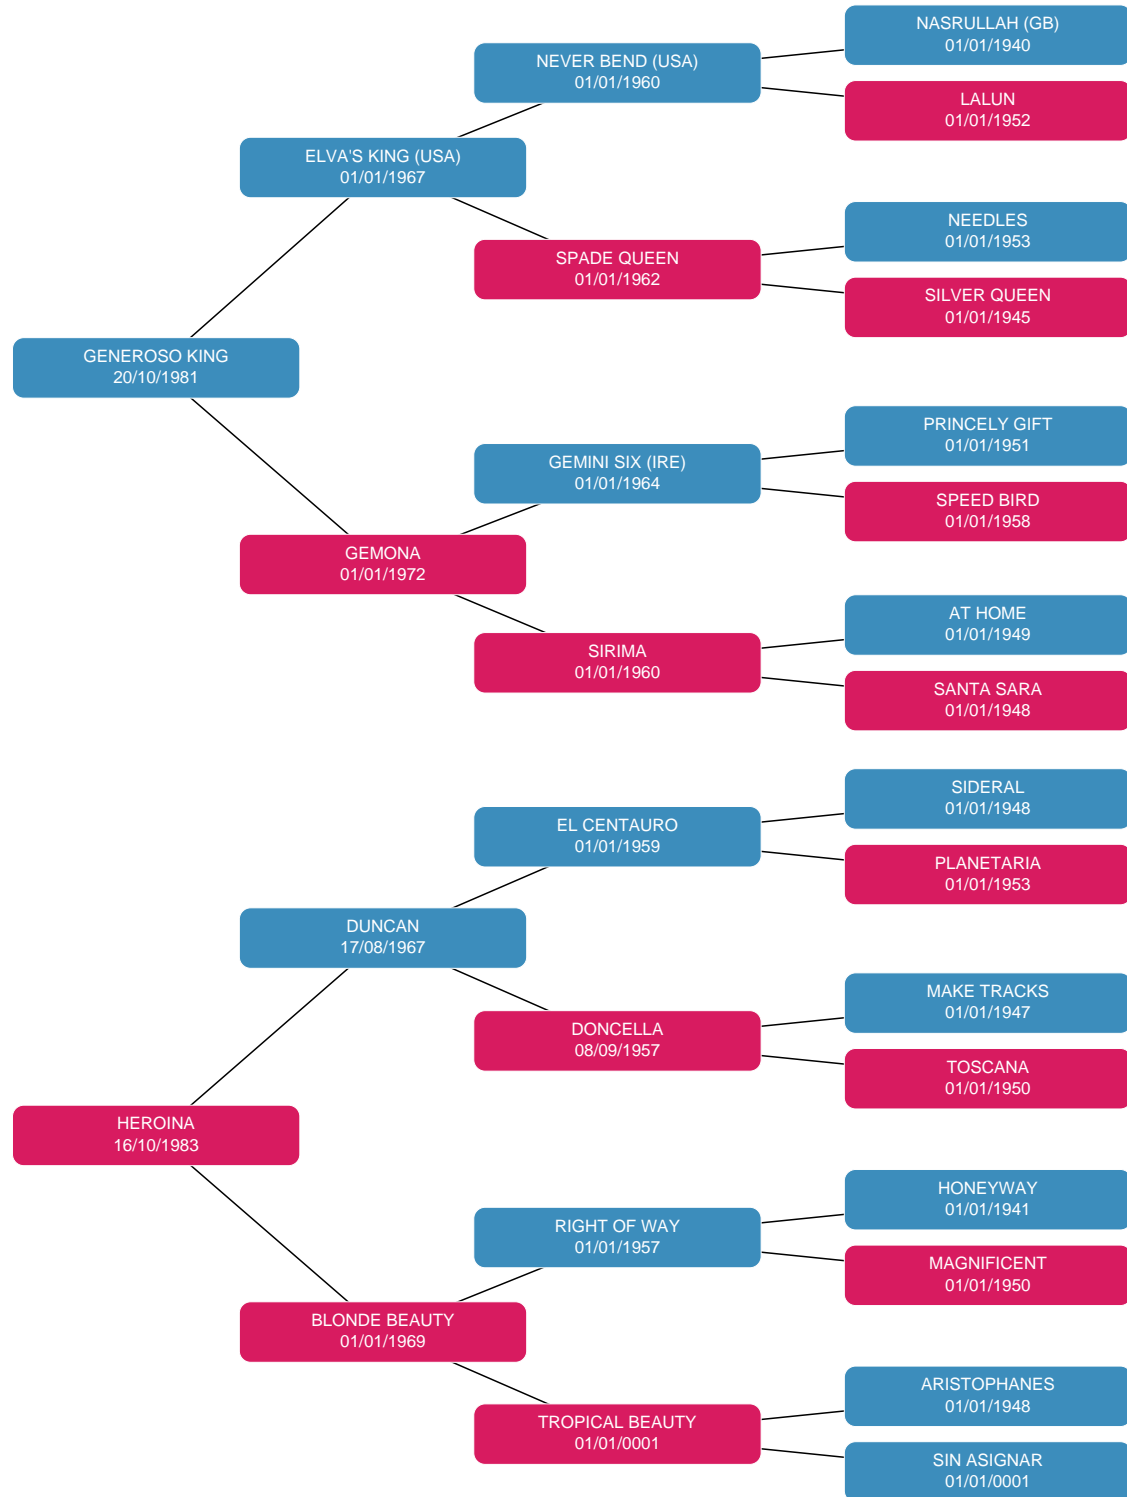 NASRULLAH (GB)
01/01/1940
NEVER BEND (USA)
01/01/1960
LALUN
01/01/1952
ELVA'S KING (USA)
01/01/1967
NEEDLES
01/01/1953
SPADE QUEEN
01/01/1962
SILVER QUEEN
01/01/1945
GENEROSO KING
20/10/1981
PRINCELY GIFT
01/01/1951
GEMINI SIX (IRE)
01/01/1964
SPEED BIRD
01/01/1958
GEMONA
01/01/1972
AT HOME
01/01/1949
SIRIMA
01/01/1960
SANTA SARA
01/01/1948
SIDERAL
01/01/1948
EL CENTAURO
01/01/1959
PLANETARIA
01/01/1953
DUNCAN
17/08/1967
MAKE TRACKS
01/01/1947
DONCELLA
08/09/1957
TOSCANA
01/01/1950
HEROINA
16/10/1983
HONEYWAY
01/01/1941
RIGHT OF WAY
01/01/1957
MAGNIFICENT
01/01/1950
BLONDE BEAUTY
01/01/1969
ARISTOPHANES
01/01/1948
TROPICAL BEAUTY
01/01/0001
SIN ASIGNAR
01/01/0001